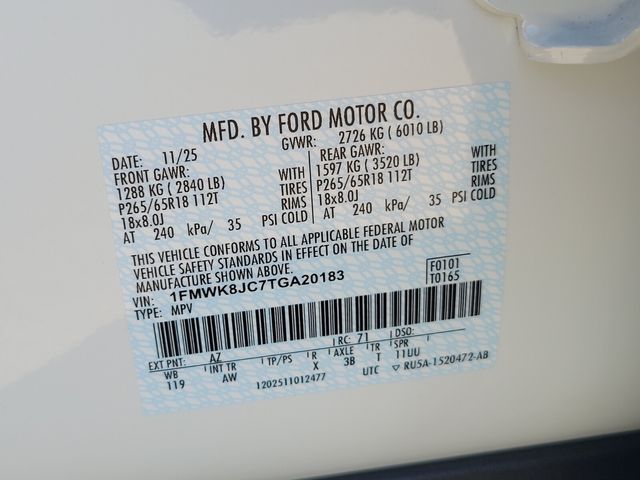 MFD. BY FORD MOTOR CO.
DATE: 11/25 GVWR: 2726 KG ( 6010 LB)
FRONT GAWR: REAR GAWR:
1288 KG ( 2840 LB) WITH 1597 KG ( 3520 LB) WITH
P265/65R18 112T TIRES P265/65R18 112T TIRES
18x8.0J RIMS 18x8.0J RIMS
AT 240 kPa/ 35 PSI COLD AT 240 kPa/ 35 PSI COLD
THIS VEHICLE CONFORMS TO ALL APPLICABLE FEDERAL MOTOR
VEHICLE SAFETY STANDARDS IN EFFECT ON THE DATE OF
MANUFACTURE SHOWN ABOVE.
VIN: 1FMWK8JC7TGA20183 F0101
TYPE: MPV T0165
EXT PNT: AZ RC: 71 DSO:
WB INT TR TP/PS R AXLE TR SPR
119 AW X 3B T 11UU
1202511012477 UTC ▽ RU5A-1520472-AB